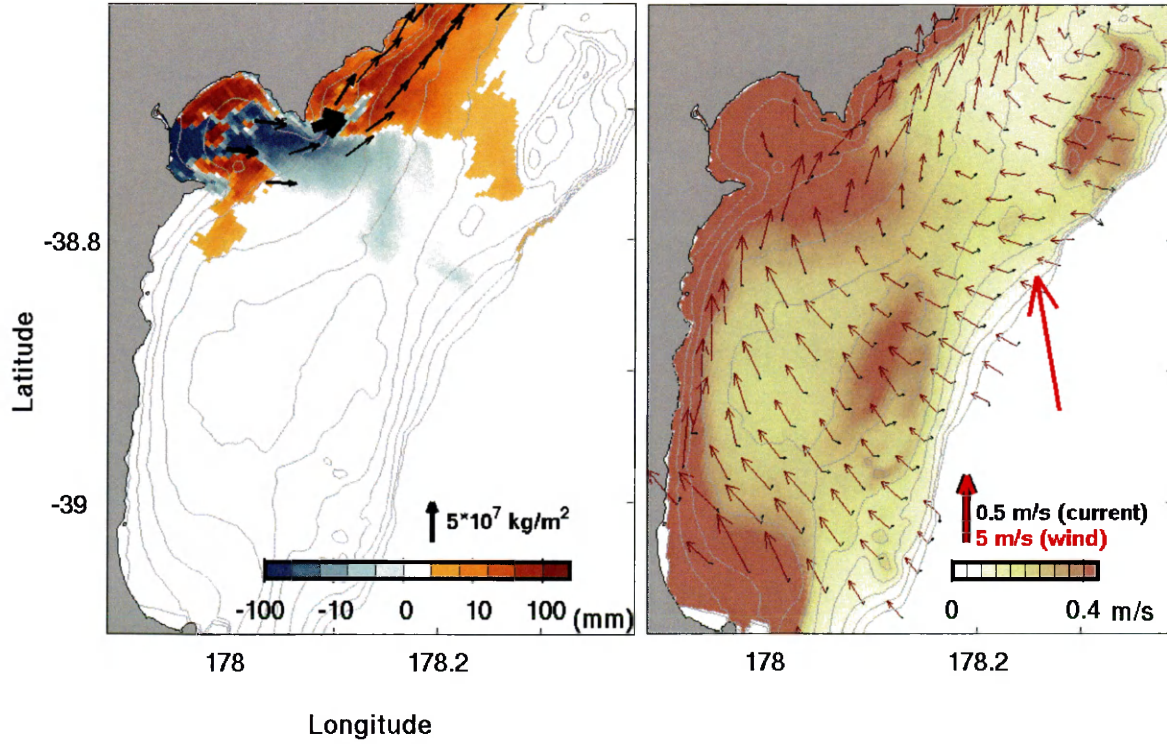 -38.8
Latitude
-39
5*10⁷ kg/m²
-100 -10 0 10 100 (mm)
178 178.2
Longitude
0.5 m/s (current)
5 m/s (wind)
0 0.4 m/s
178 178.2